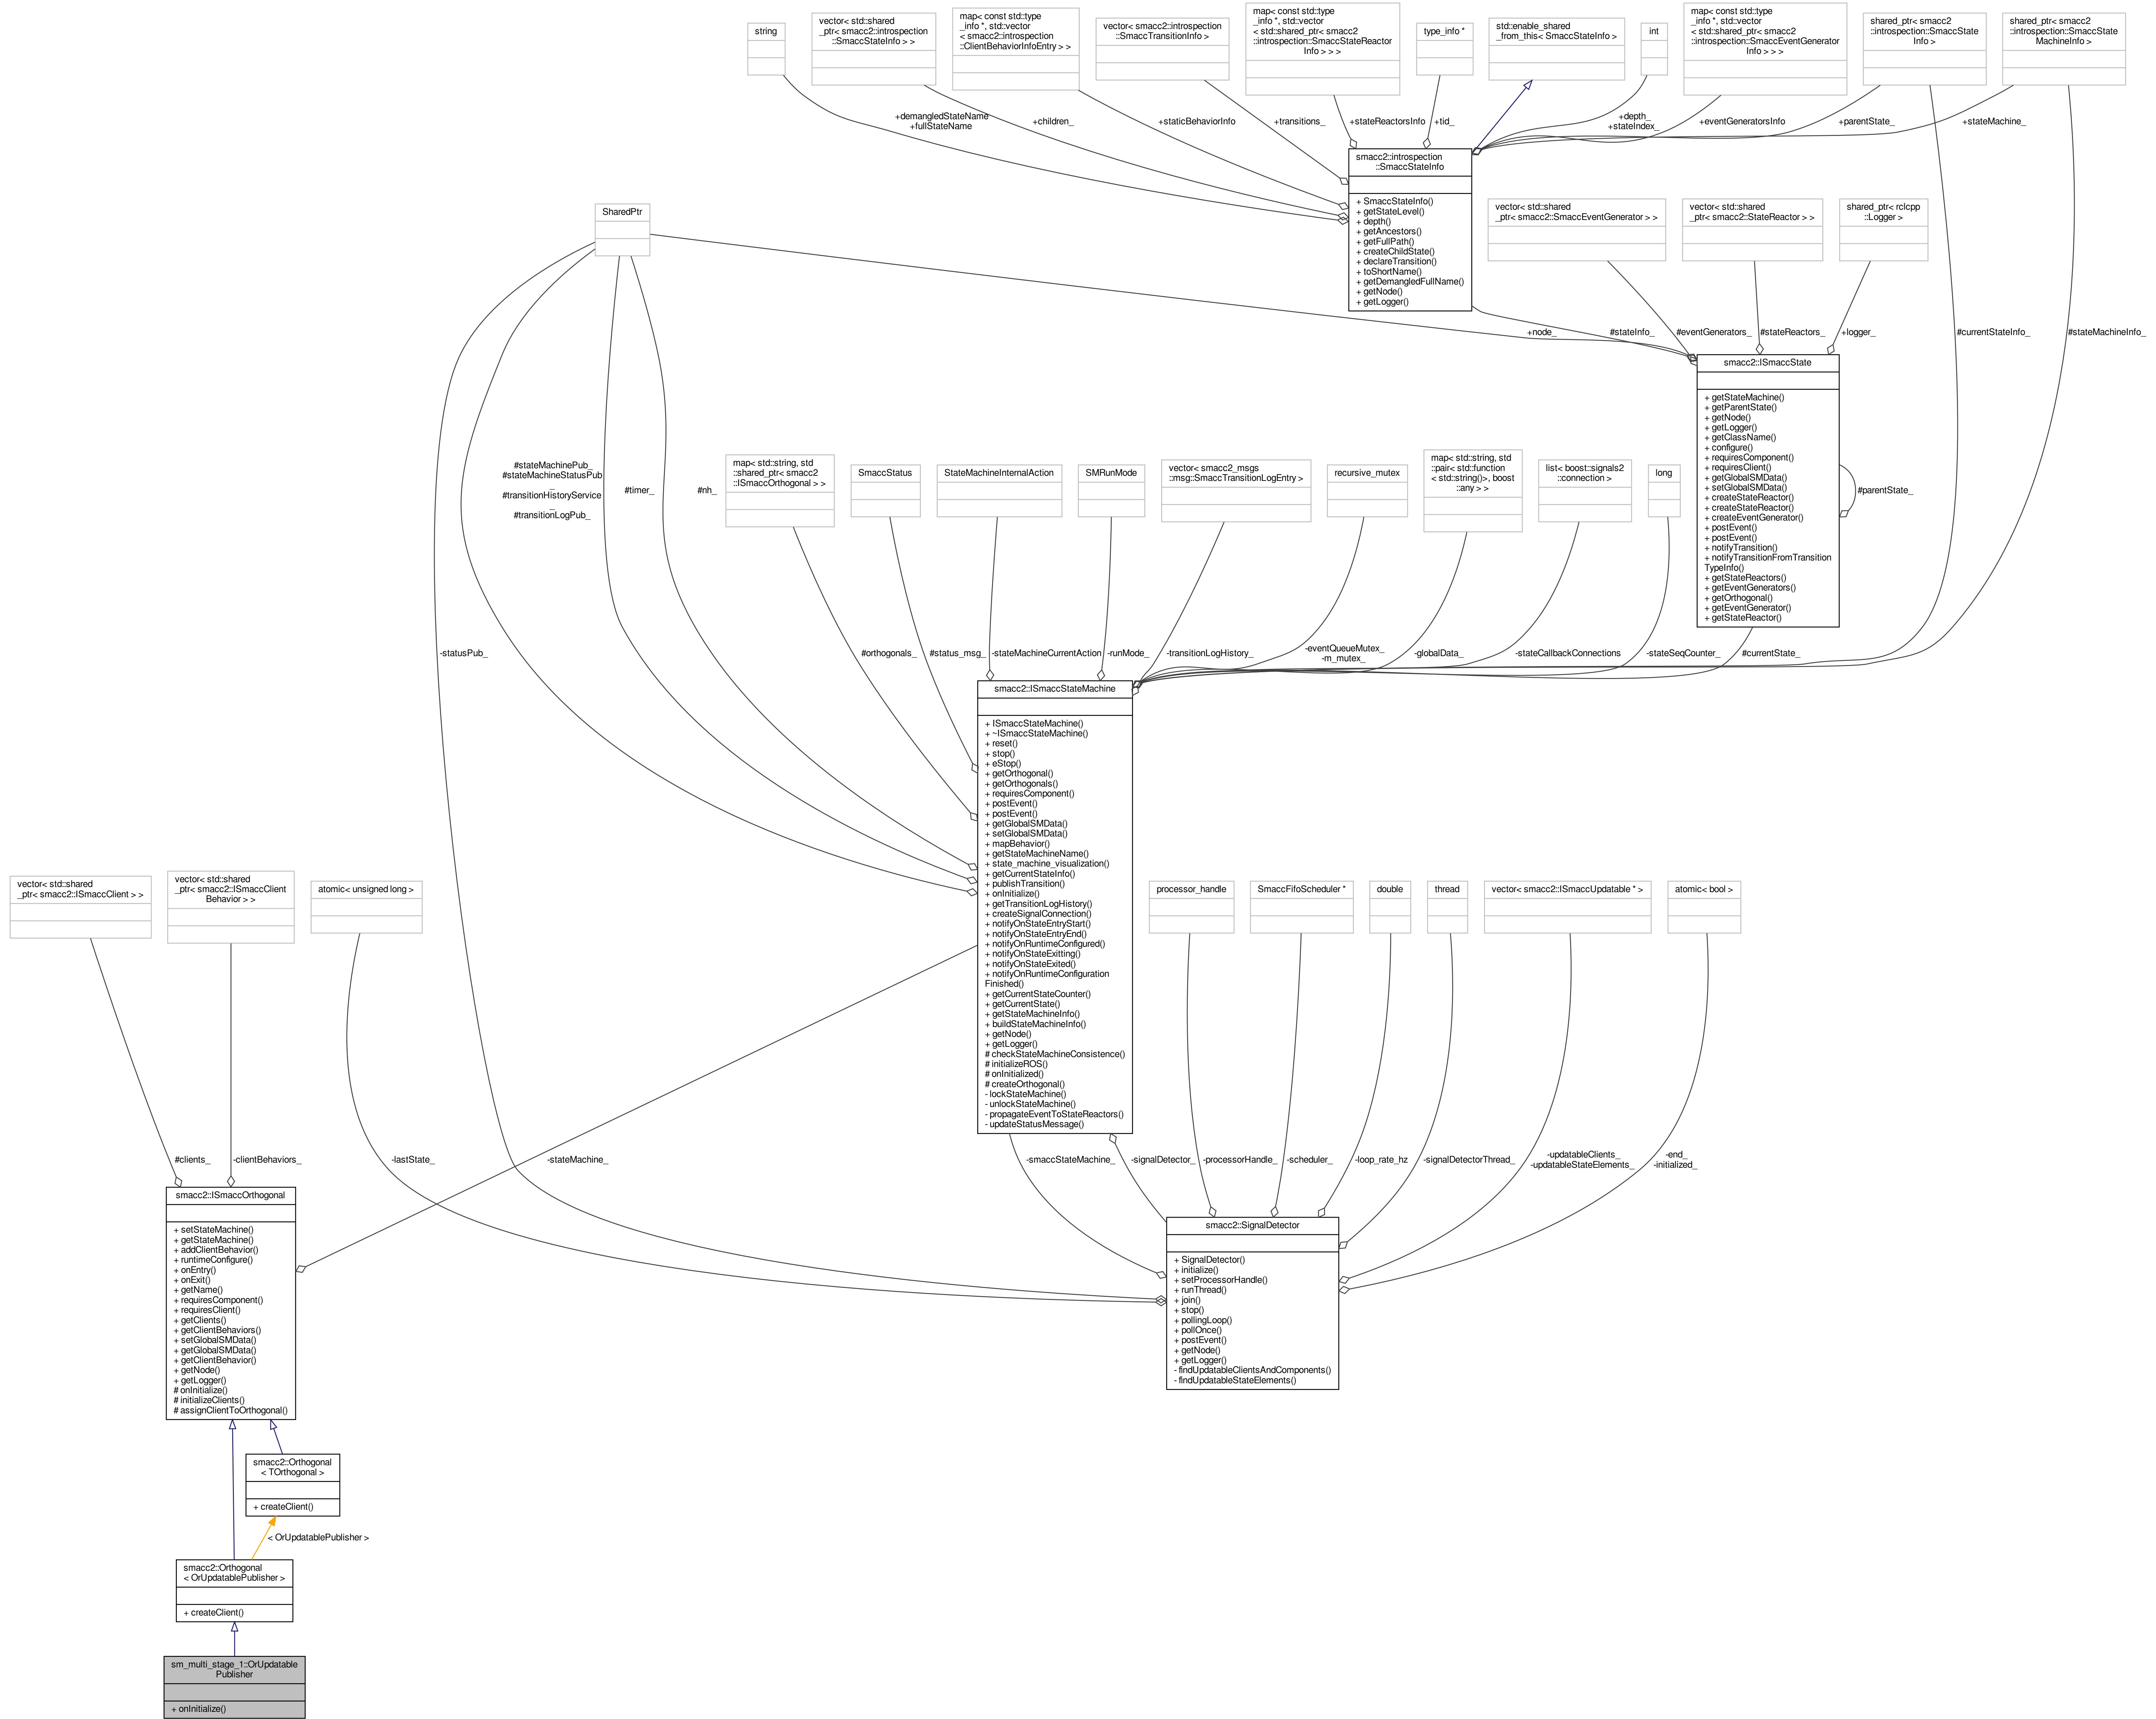 string
vector< std::shared
_ptr< smacc2::introspection
::SmaccStateInfo > >
map< const std::type
_info *, std::vector
< smacc2::introspection
::ClientBehaviorInfoEntry > >
vector< smacc2::introspection
::SmaccTransitionInfo >
map< const std::type
_info *, std::vector
< std::shared_ptr< smacc2
::introspection::SmaccStateReactor
Info > > >
type_info *
std::enable_shared
_from_this< SmaccStateInfo >
int
map< const std::type
_info *, std::vector
< std::shared_ptr< smacc2
::introspection::SmaccEventGenerator
Info > > >
shared_ptr< smacc2
::introspection::SmaccState
Info >
shared_ptr< smacc2
::introspection::SmaccState
MachineInfo >
+demangledStateName
+fullStateName
+children_
+staticBehaviorInfo
+transitions_
+stateReactorsInfo
+tid_
+depth_
+stateIndex_
+eventGeneratorsInfo
+parentState_
+stateMachine_
smacc2::introspection
::SmaccStateInfo
+ SmaccStateInfo()
+ getStateLevel()
+ depth()
+ getAncestors()
+ getFullPath()
+ createChildState()
+ declareTransition()
+ toShortName()
+ getDemangledFullName()
+ getNode()
+ getLogger()
SharedPtr
vector< std::shared
_ptr< smacc2::SmaccEventGenerator > >
vector< std::shared
_ptr< smacc2::StateReactor > >
shared_ptr< rclcpp
::Logger >
+node_
#stateInfo_
#eventGenerators_
#stateReactors_
+logger_
#currentStateInfo_
#stateMachineInfo_
smacc2::ISmaccState
+ getStateMachine()
+ getParentState()
+ getNode()
+ getLogger()
+ getClassName()
+ configure()
+ requiresComponent()
+ requiresClient()
+ getGlobalSMData()
+ setGlobalSMData()
+ createStateReactor()
+ createStateReactor()
+ createEventGenerator()
+ postEvent()
+ postEvent()
+ notifyTransition()
+ notifyTransitionFromTransition
TypeInfo()
+ getStateReactors()
+ getEventGenerators()
+ getOrthogonal()
+ getEventGenerator()
+ getStateReactor()
#parentState_
#stateMachinePub_
#stateMachineStatusPub
_
#transitionHistoryService
_
#transitionLogPub_
#timer_
#nh_
map< std::string, std
::shared_ptr< smacc2
::ISmaccOrthogonal > >
SmaccStatus
StateMachineInternalAction
SMRunMode
vector< smacc2_msgs
::msg::SmaccTransitionLogEntry >
recursive_mutex
map< std::string, std
::pair< std::function
< std::string()>, boost
::any > >
list< boost::signals2
::connection >
long
-statusPub_
#orthogonals_
#status_msg_
-stateMachineCurrentAction
-runMode_
-transitionLogHistory_
-eventQueueMutex_
-m_mutex_
-globalData_
-stateCallbackConnections
-stateSeqCounter_
#currentState_
smacc2::ISmaccStateMachine
+ ISmaccStateMachine()
+ ~ISmaccStateMachine()
+ reset()
+ stop()
+ eStop()
+ getOrthogonal()
+ getOrthogonals()
+ requiresComponent()
+ postEvent()
+ postEvent()
+ getGlobalSMData()
+ setGlobalSMData()
+ mapBehavior()
+ getStateMachineName()
+ state_machine_visualization()
+ getCurrentStateInfo()
+ publishTransition()
+ onInitialize()
+ getTransitionLogHistory()
+ createSignalConnection()
+ notifyOnStateEntryStart()
+ notifyOnStateEntryEnd()
+ notifyOnRuntimeConfigured()
+ notifyOnStateExitting()
+ notifyOnStateExited()
+ notifyOnRuntimeConfiguration
Finished()
+ getCurrentStateCounter()
+ getCurrentState()
+ getStateMachineInfo()
+ buildStateMachineInfo()
+ getNode()
+ getLogger()
# checkStateMachineConsistence()
# initializeROS()
# onInitialized()
# createOrthogonal()
- lockStateMachine()
- unlockStateMachine()
- propagateEventToStateReactors()
- updateStatusMessage()
vector< std::shared
_ptr< smacc2::ISmaccClient > >
vector< std::shared
_ptr< smacc2::ISmaccClient
Behavior > >
atomic< unsigned long >
processor_handle
SmaccFifoScheduler *
double
thread
vector< smacc2::ISmaccUpdatable * >
atomic< bool >
#clients_
-clientBehaviors_
-lastState_
-stateMachine_
-smaccStateMachine_
-signalDetector_
-processorHandle_
-scheduler_
-loop_rate_hz
-signalDetectorThread_
-updatableClients_
-updatableStateElements_
-end_
-initialized_
smacc2::ISmaccOrthogonal
+ setStateMachine()
+ getStateMachine()
+ addClientBehavior()
+ runtimeConfigure()
+ onEntry()
+ onExit()
+ getName()
+ requiresComponent()
+ requiresClient()
+ getClients()
+ getClientBehaviors()
+ setGlobalSMData()
+ getGlobalSMData()
+ getClientBehavior()
+ getNode()
+ getLogger()
# onInitialize()
# initializeClients()
# assignClientToOrthogonal()
smacc2::SignalDetector
+ SignalDetector()
+ initialize()
+ setProcessorHandle()
+ runThread()
+ join()
+ stop()
+ pollingLoop()
+ pollOnce()
+ postEvent()
+ getNode()
+ getLogger()
- findUpdatableClientsAndComponents()
- findUpdatableStateElements()
smacc2::Orthogonal
< TOrthogonal >
+ createClient()
< OrUpdatablePublisher >
smacc2::Orthogonal
< OrUpdatablePublisher >
+ createClient()
sm_multi_stage_1::OrUpdatable
Publisher
+ onInitialize()